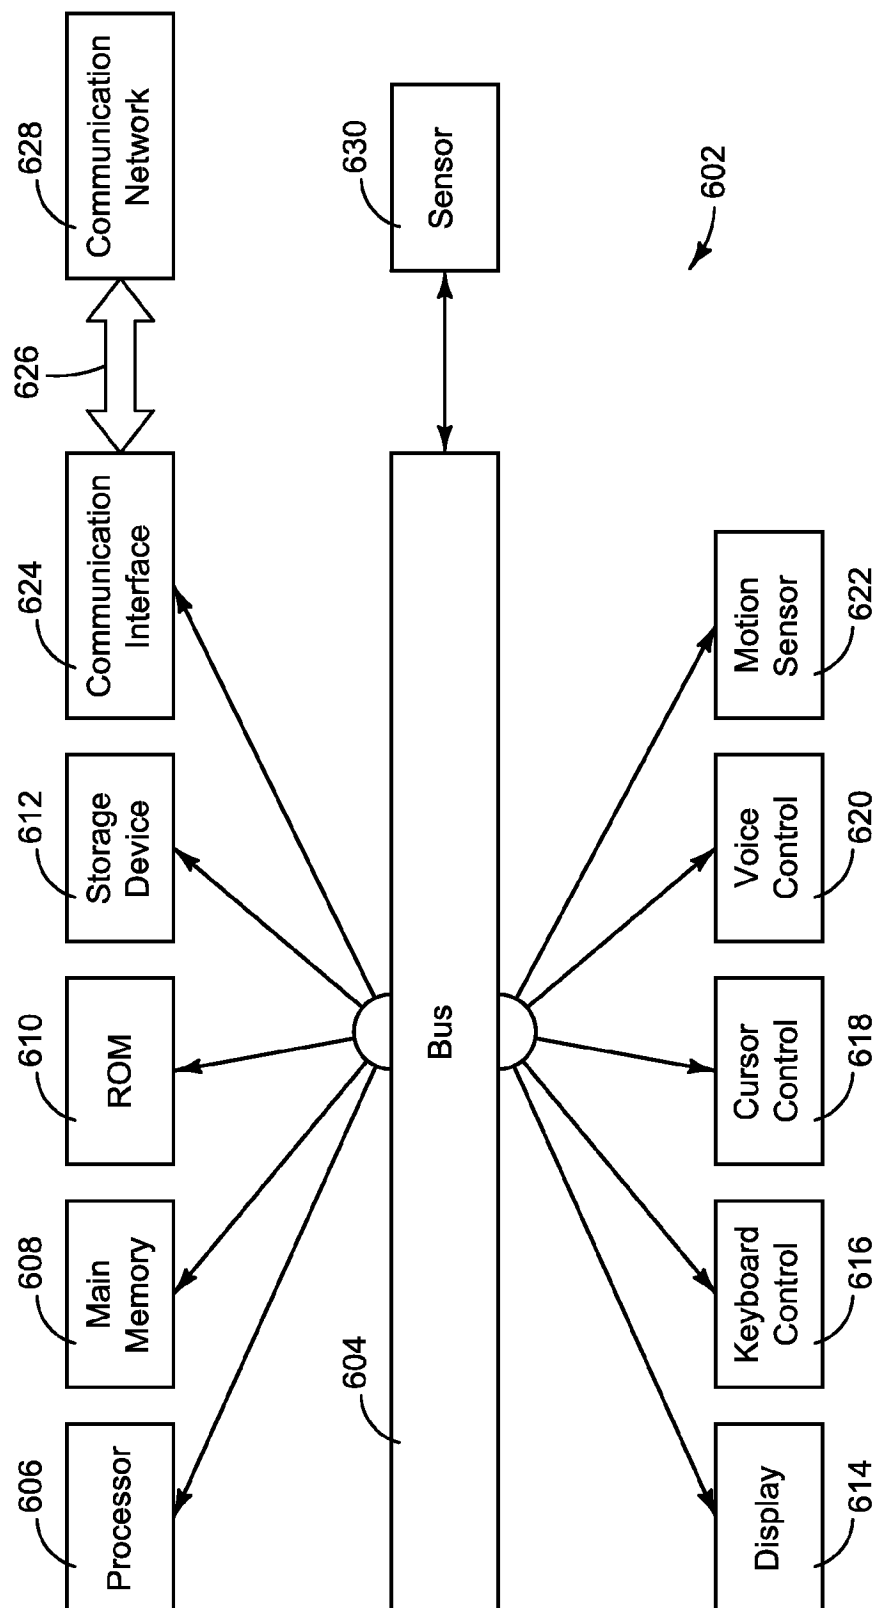 606
Processor
608
Main
Memory
610
ROM
612
Storage
Device
624
Communication
Interface
626
628
Communication
Network
604
Bus
630
Sensor
602
Display
614
Keyboard
Control
616
Cursor
Control
618
Voice
Control
620
Motion
Sensor
622